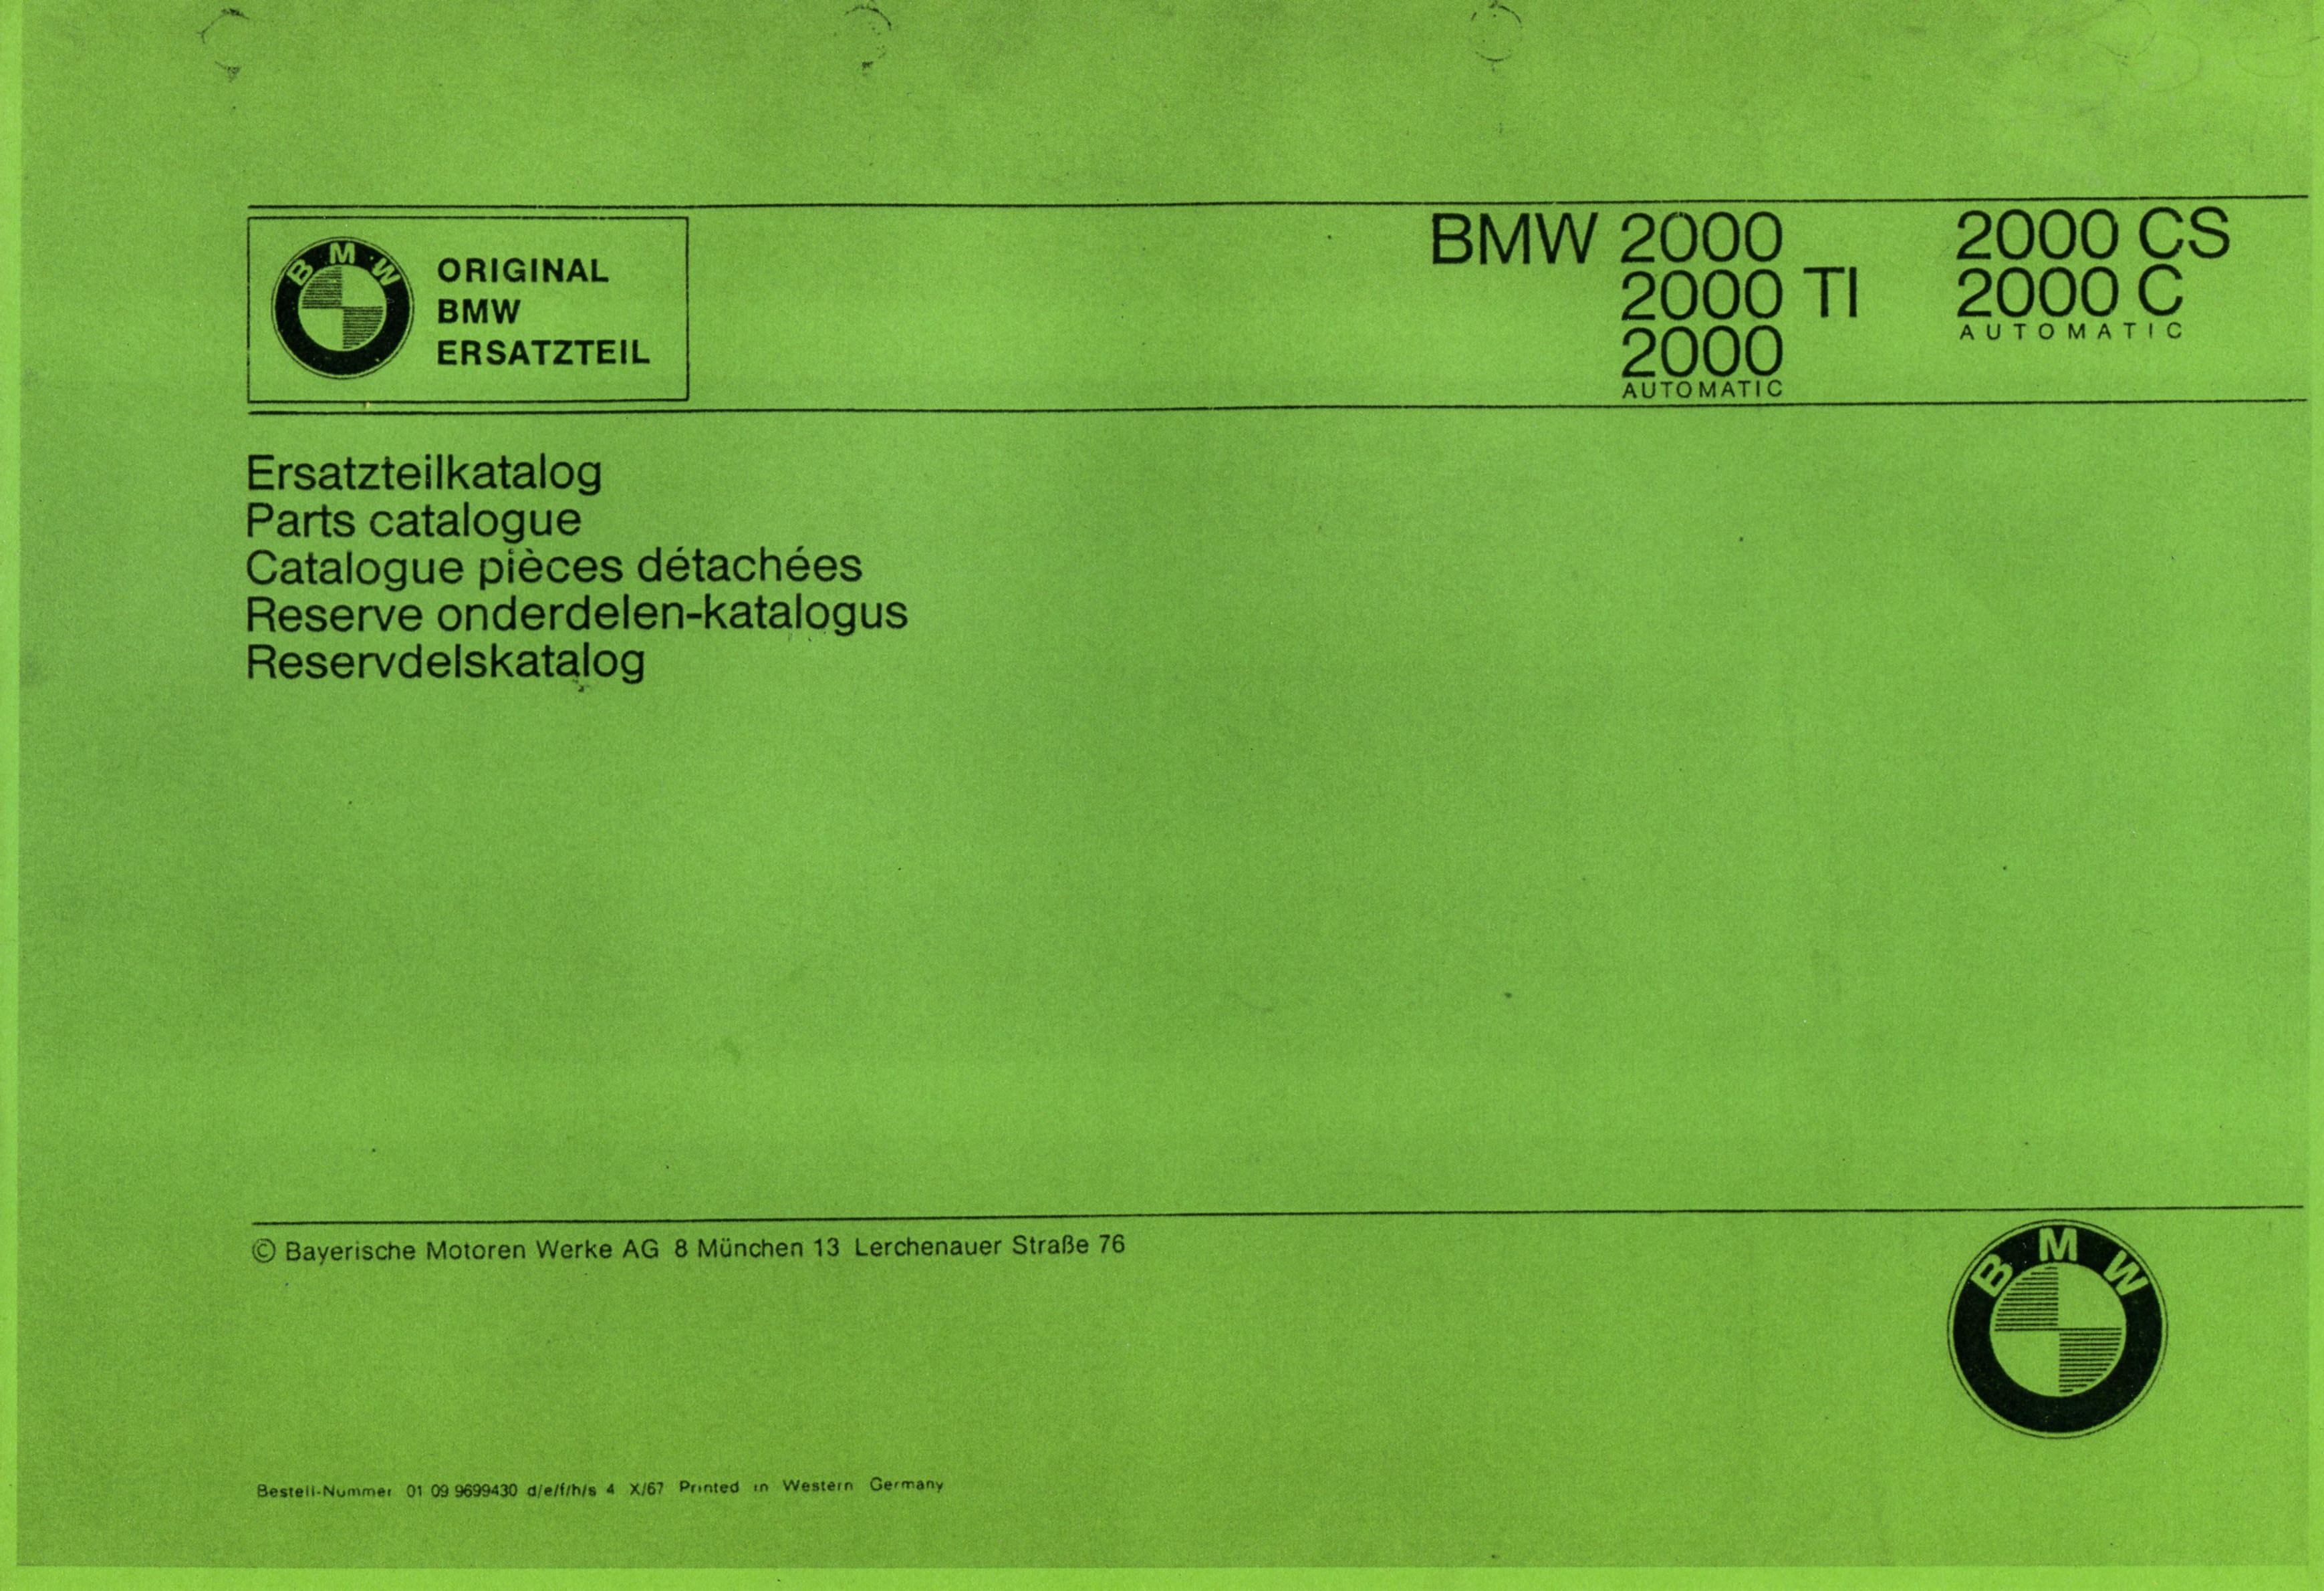 BMW
ORIGINAL
BMW
ERSATZTEIL
BMW 2000
2000 TI
2000
AUTOMATIC
2000 CS
2000 C
AUTOMATIC
Ersatzteilkatalog
Parts catalogue
Catalogue pièces détachées
Reserve onderdelen-katalogus
Reservdelskatalog
© Bayerische Motoren Werke AG 8 München 13 Lerchenauer Straße 76
BMW
Bestell-Nummer 01 09 9699430 d/e/f/h/s 4 X/67 Printed in Western Germany